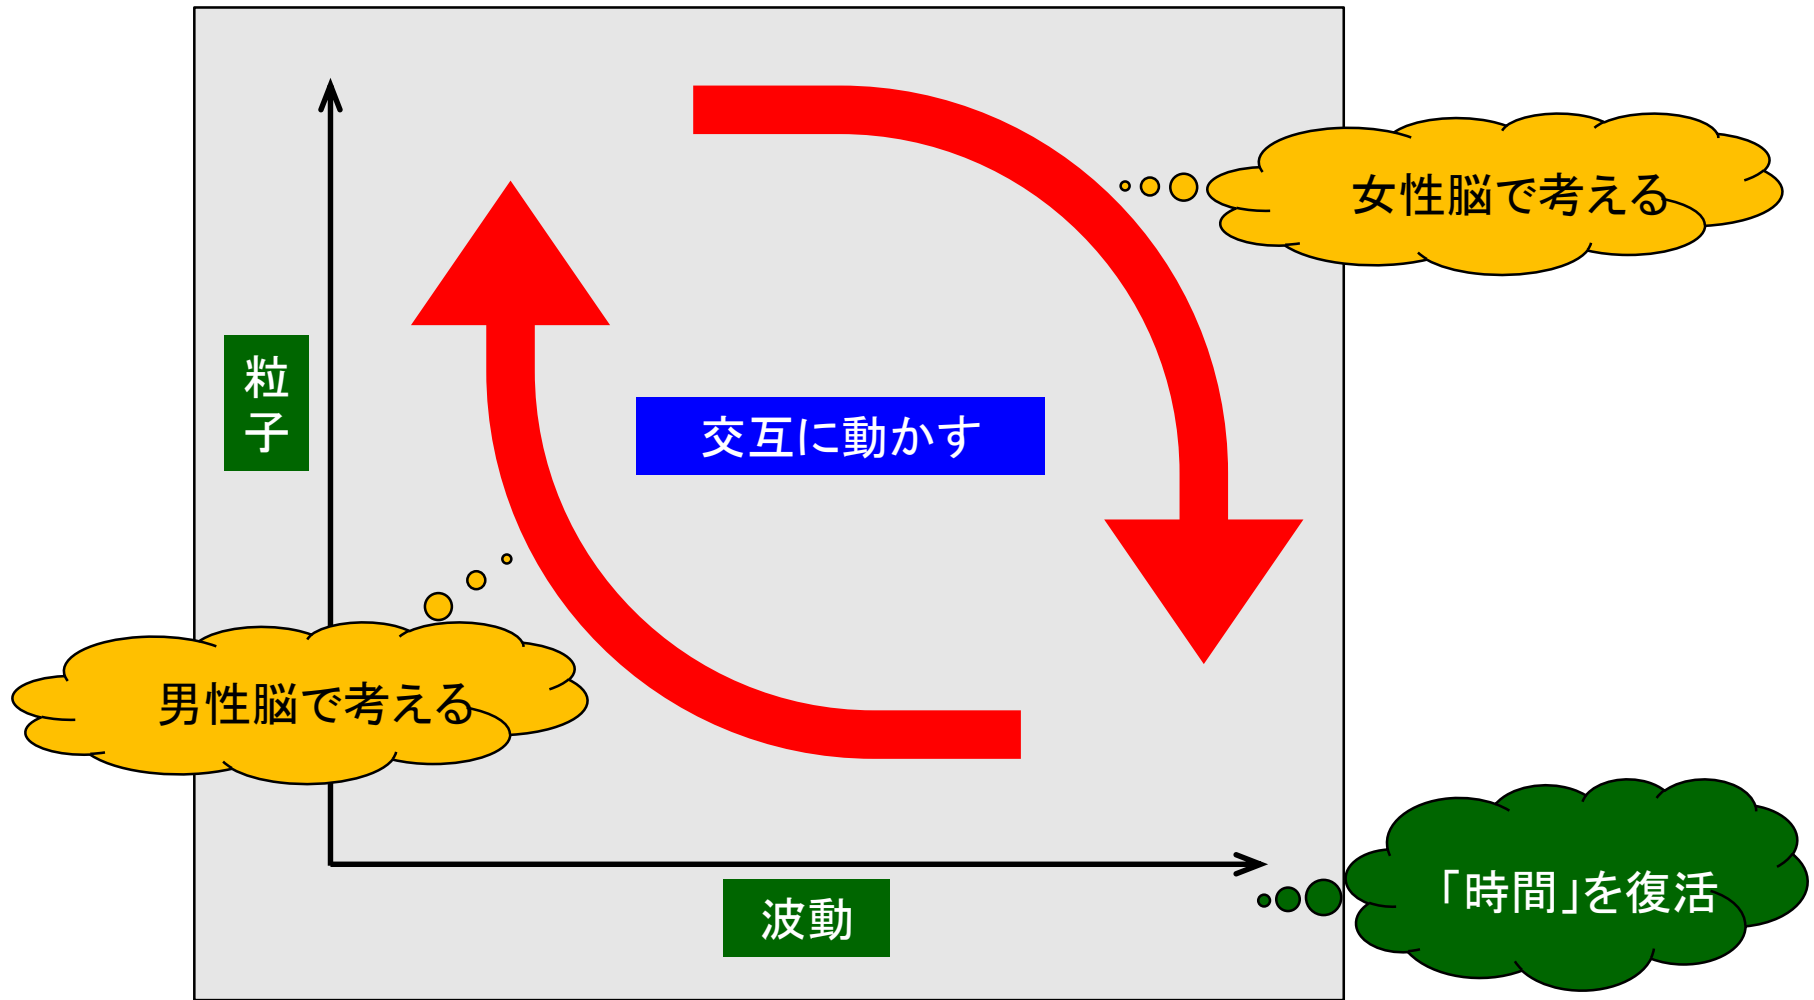 女性脳で考える
粒
子
交互に動かす
男性脳で考える
「時間」を復活
波動